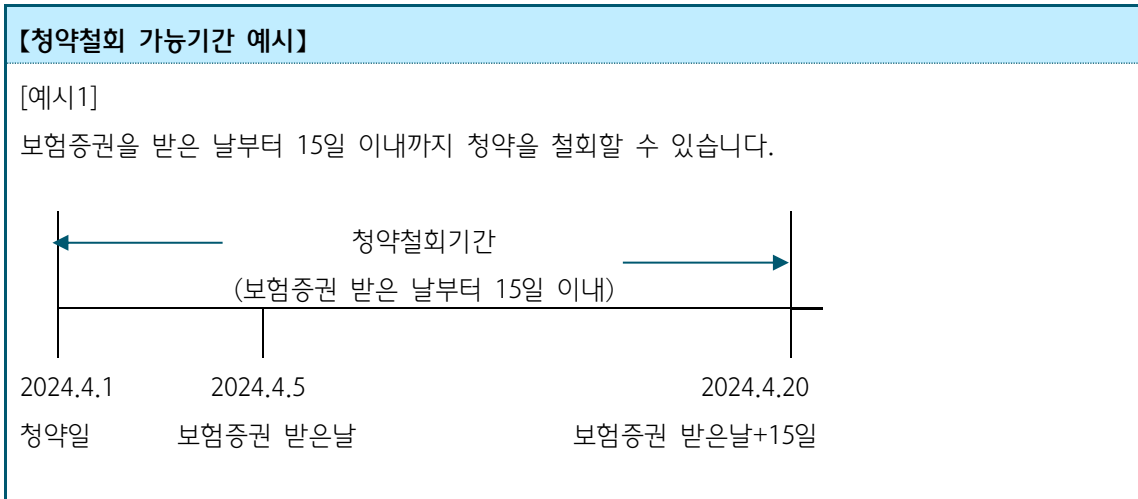 【청약철회 가능기간 예시】
[예시1]
보험증권을 받은 날부터 15일 이내까지 청약을 철회할 수 있습니다.
청약철회기간
(보험증권 받은 날부터 15일 이내)
2024.4.1 2024.4.5 2024.4.20
청약일 보험증권 받은날 보험증권 받은날+15일